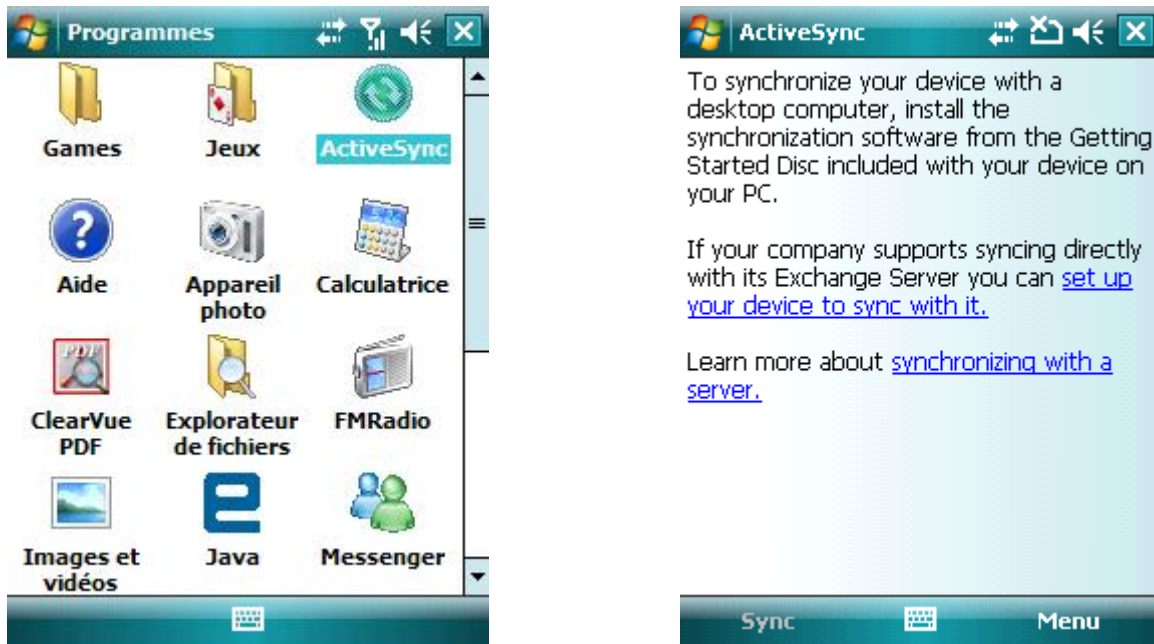 Programmes
Games Jeux ActiveSync
Aide Appareil photo Calculatrice
PDF
ClearVue PDF Explorateur de fichiers FMRadio
Images et vidéos Java Messenger
ActiveSync
To synchronize your device with a
desktop computer, install the
synchronization software from the Getting
Started Disc included with your device on
your PC.
If your company supports syncing directly
with its Exchange Server you can set up
your device to sync with it.
Learn more about synchronizing with a
server.
Sync Menu